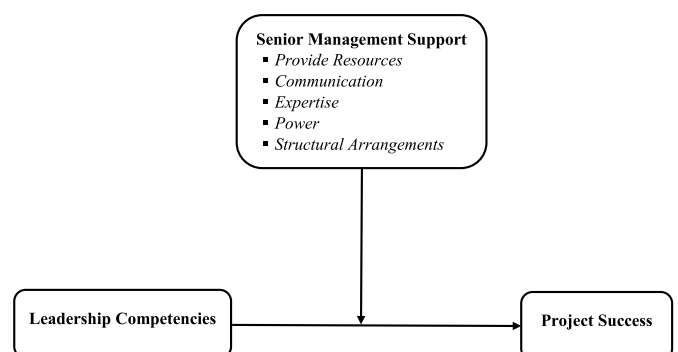 Senior Management Support
▪ Provide Resources
▪ Communication
▪ Expertise
▪ Power
▪ Structural Arrangements
Leadership Competencies
Project Success